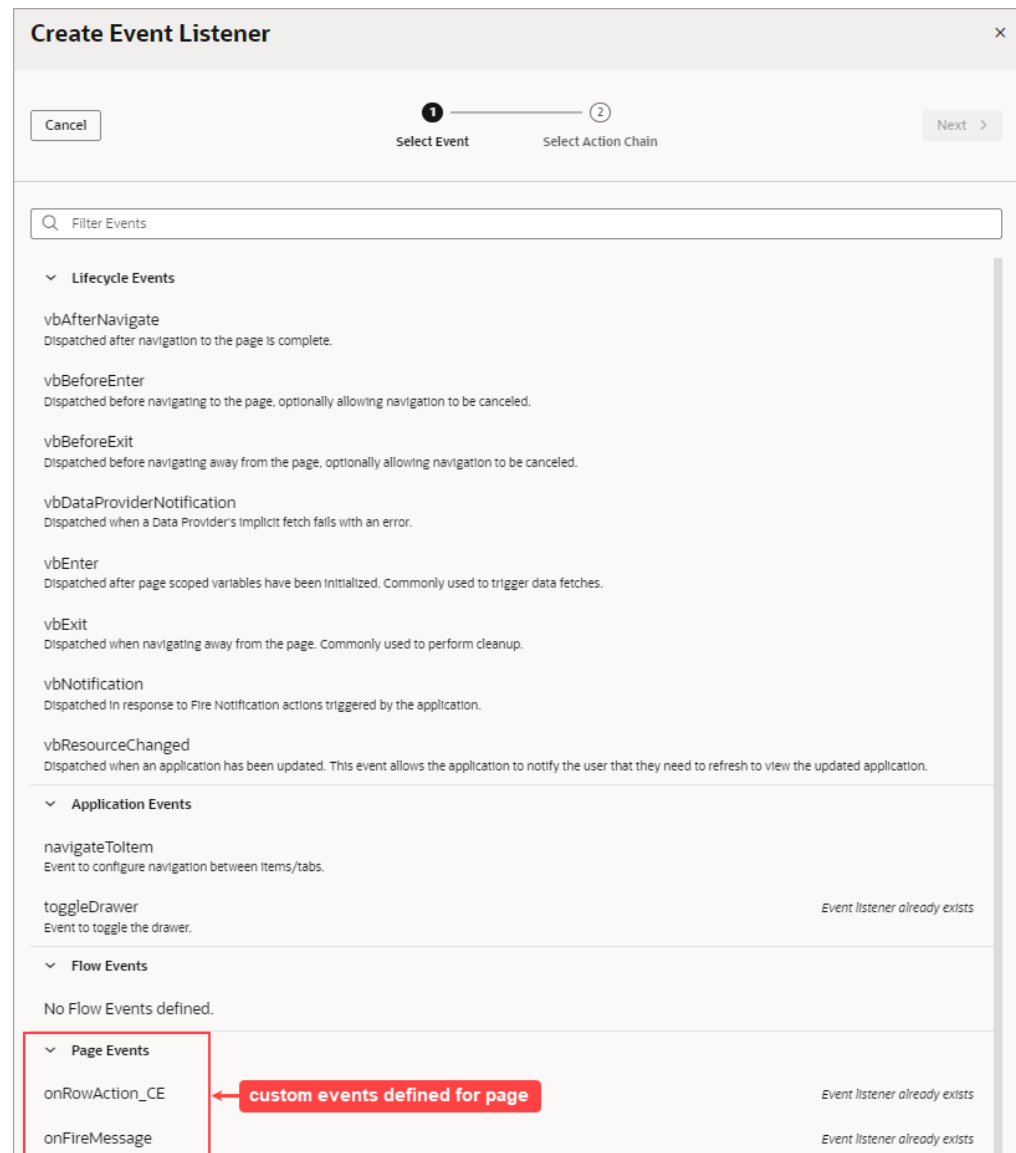 Create Event Listener
×
Cancel
1
2
Next >
Select Event
Select Action Chain
Filter Events
Lifecycle Events
vbAfterNavigate
Dispatched after navigation to the page is complete.
vbBeforeEnter
Dispatched before navigating to the page, optionally allowing navigation to be canceled.
vbBeforeExit
Dispatched before navigating away from the page, optionally allowing navigation to be canceled.
vbDataProviderNotification
Dispatched when a Data Provider's implicit fetch fails with an error.
vbEnter
Dispatched after page scoped variables have been initialized. Commonly used to trigger data fetches.
vbExit
Dispatched when navigating away from the page. Commonly used to perform cleanup.
vbNotification
Dispatched in response to Fire Notification actions triggered by the application.
vbResourceChanged
Dispatched when an application has been updated. This event allows the application to notify the user that they need to refresh to view the updated application.
Application Events
navigateToItem
Event to configure navigation between items/tabs.
toggleDrawer
Event listener already exists
Event to toggle the drawer.
Flow Events
No Flow Events defined.
Page Events
onRowAction_CE
custom events defined for page
Event listener already exists
onFireMessage
Event listener already exists